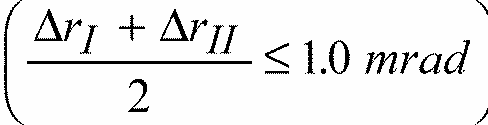 (Δr_I + Δr_II / 2 ≤ 1.0 mrad)